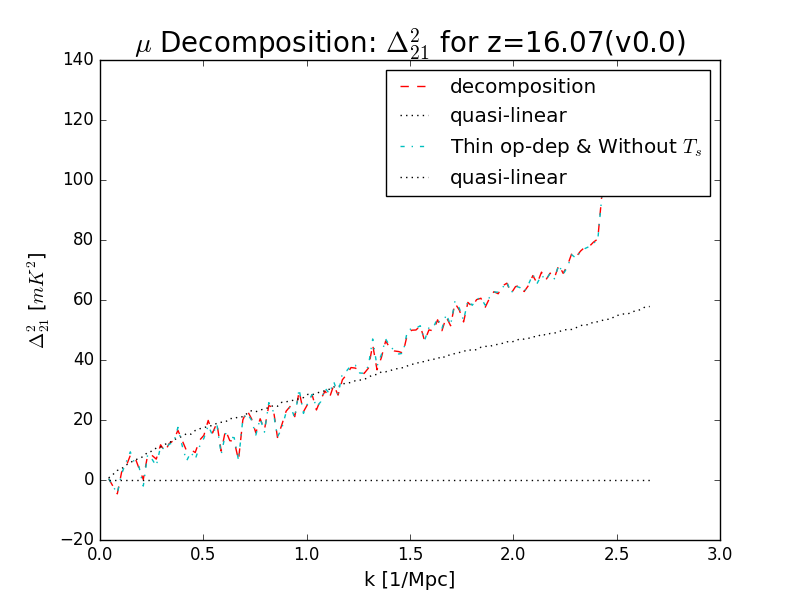 μ Decomposition: Δ²₂₁ for z=16.07(v0.0)
140
120
100
80
60
40
20
0
−20
Δ²₂₁ [mK²]
decomposition
quasi-linear
Thin op-dep & Without Tₛ
quasi-linear
0.0 0.5 1.0 1.5 2.0 2.5 3.0
k [1/Mpc]